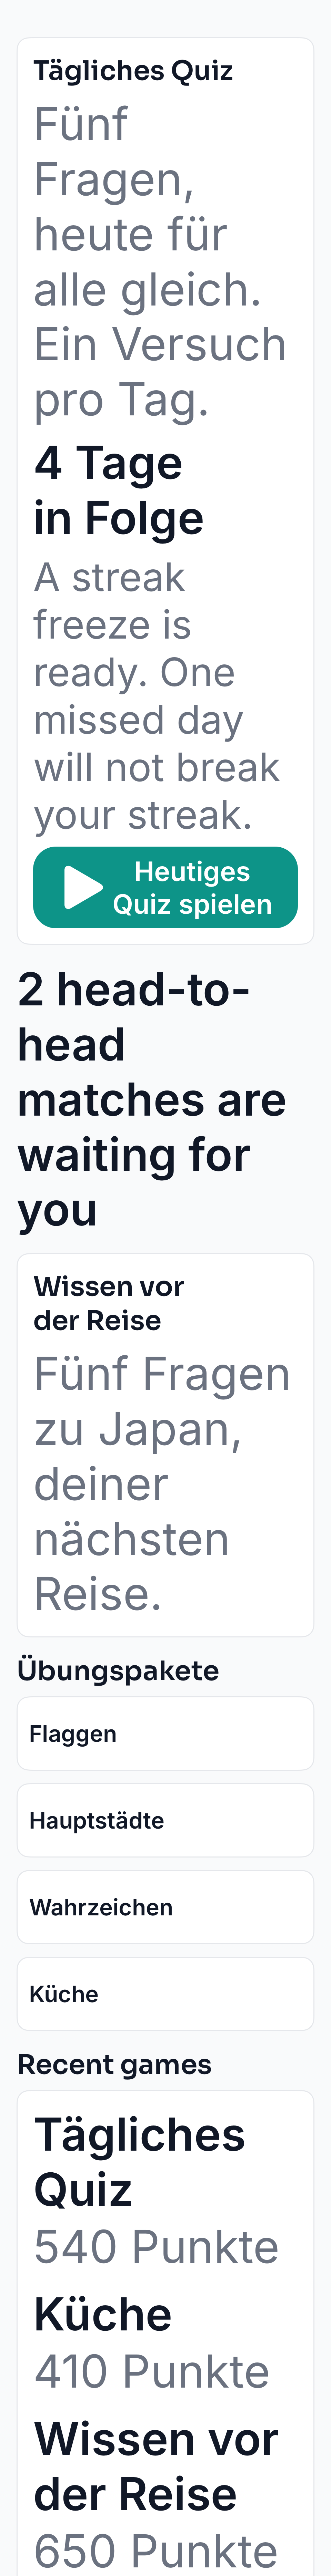 Tägliches Quiz
Fünf
Fragen,
heute für
alle gleich.
Ein Versuch
pro Tag.
4 Tage
in Folge
A streak
freeze is
ready. One
missed day
will not break
your streak.
Heutiges
Quiz spielen
2 head-to-
head
matches are
waiting for
you
Wissen vor
der Reise
Fünf Fragen
zu Japan,
deiner
nächsten
Reise.
Übungspakete
Flaggen
Hauptstädte
Wahrzeichen
Küche
Recent games
Tägliches
Quiz
540 Punkte
Küche
410 Punkte
Wissen vor
der Reise
650 Punkte